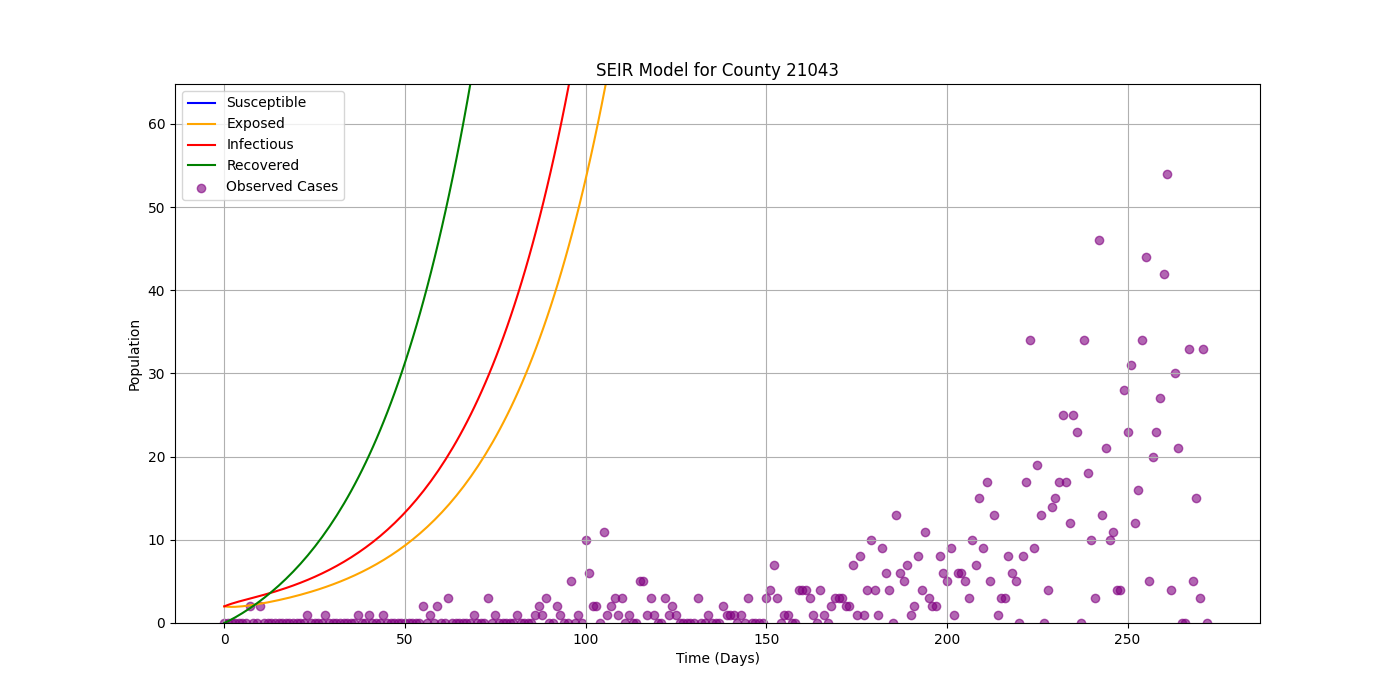 SEIR Model for County 21043
Susceptible
Exposed
Infectious
Recovered
Observed Cases
Population
60
50
40
30
20
10
0
0 50 100 150 200 250
Time (Days)